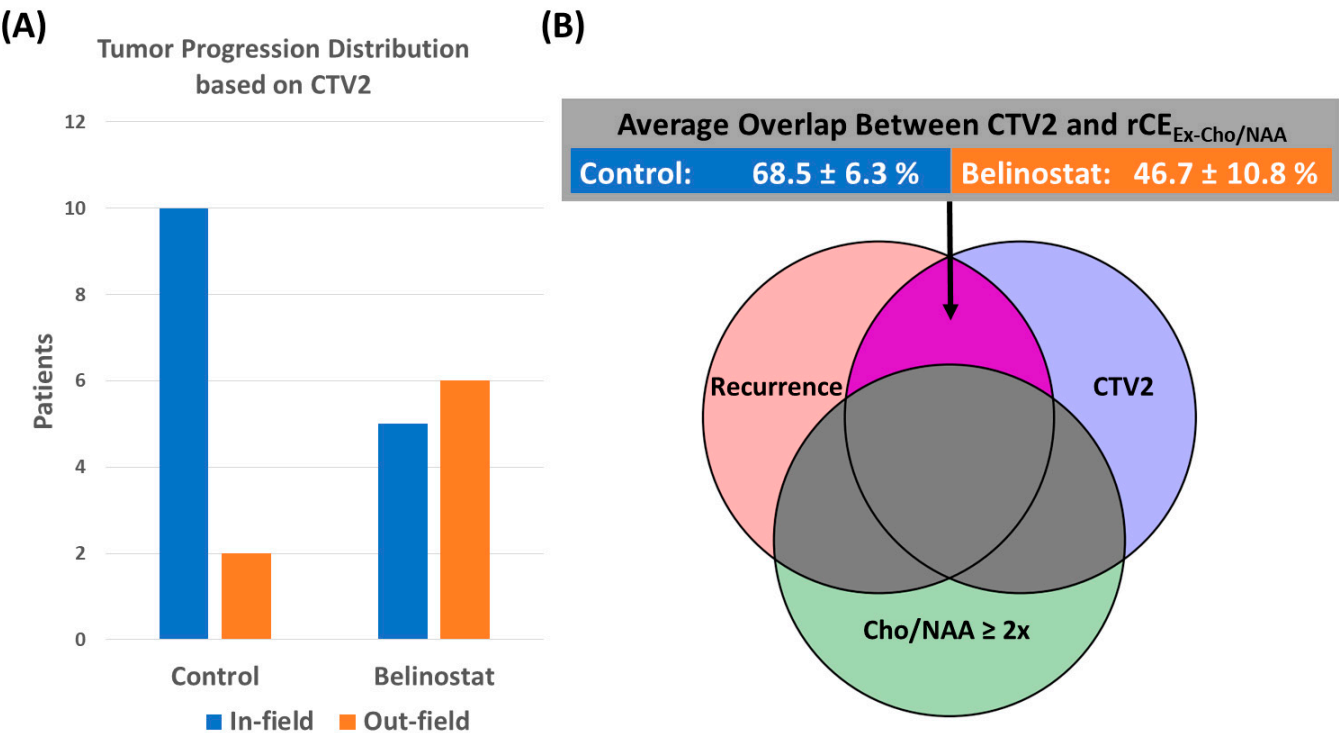 (A)
Tumor Progression Distribution
based on CTV2
12
10
8
6
4
2
0
Patients
Control
Belinostat
In-field
Out-field
(B)
Average Overlap Between CTV2 and rCEEx-Cho/NAA
Control: 68.5 ± 6.3 %
Belinostat: 46.7 ± 10.8 %
Recurrence
CTV2
Cho/NAA ≥ 2x